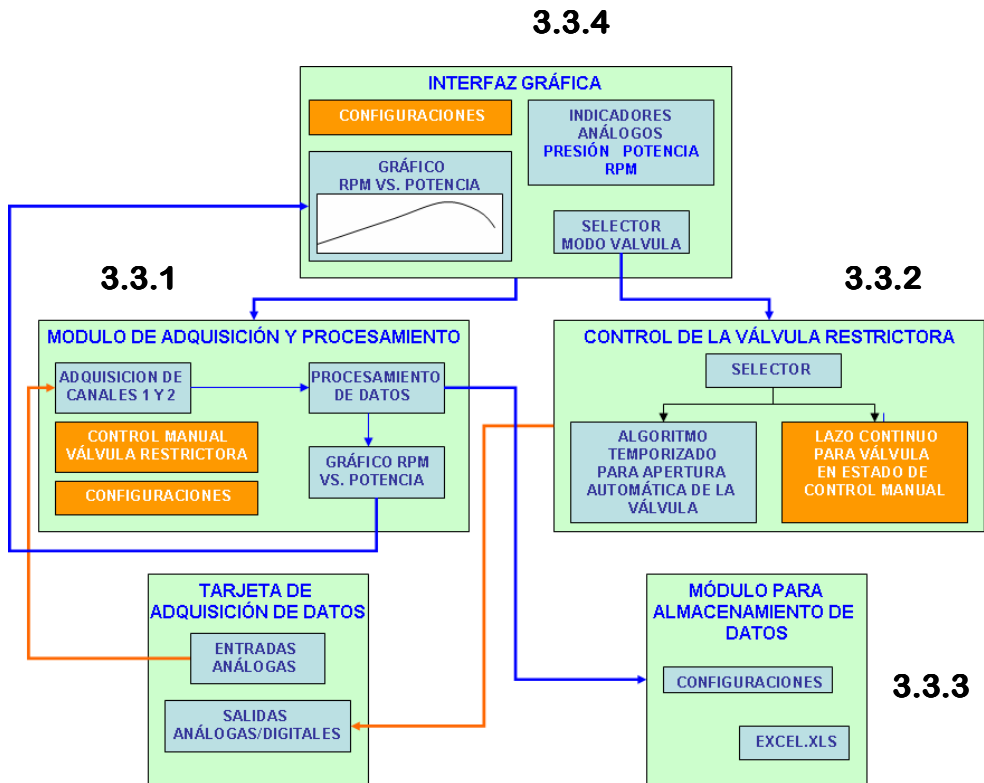 3.3.4
INTERFAZ GRÁFICA
CONFIGURACIONES
INDICADORES
ANÁLOGOS
PRESIÓN POTENCIA
RPM
GRÁFICO
RPM VS. POTENCIA
SELECTOR
MODO VALVULA
3.3.1
MODULO DE ADQUISICIÓN Y PROCESAMIENTO
ADQUISICION DE
CANALES 1 Y 2
PROCESAMIENTO
DE DATOS
CONTROL MANUAL
VÁLVULA RESTRICTORA
CONFIGURACIONES
GRÁFICO RPM
VS. POTENCIA
3.3.2
CONTROL DE LA VÁLVULA RESTRICTORA
SELECTOR
ALGORITMO
TEMPORIZADO
PARA APERTURA
AUTOMÁTICA DE LA
VÁLVULA
LAZO CONTINUO
PARA VÁLVULA
EN ESTADO DE
CONTROL MANUAL
TARJETA DE
ADQUISICIÓN DE DATOS
ENTRADAS
ANÁLOGAS
SALIDAS
ANÁLOGAS/DIGITALES
MÓDULO PARA
ALMACENAMIENTO DE
DATOS
CONFIGURACIONES
3.3.3
EXCEL.XLS